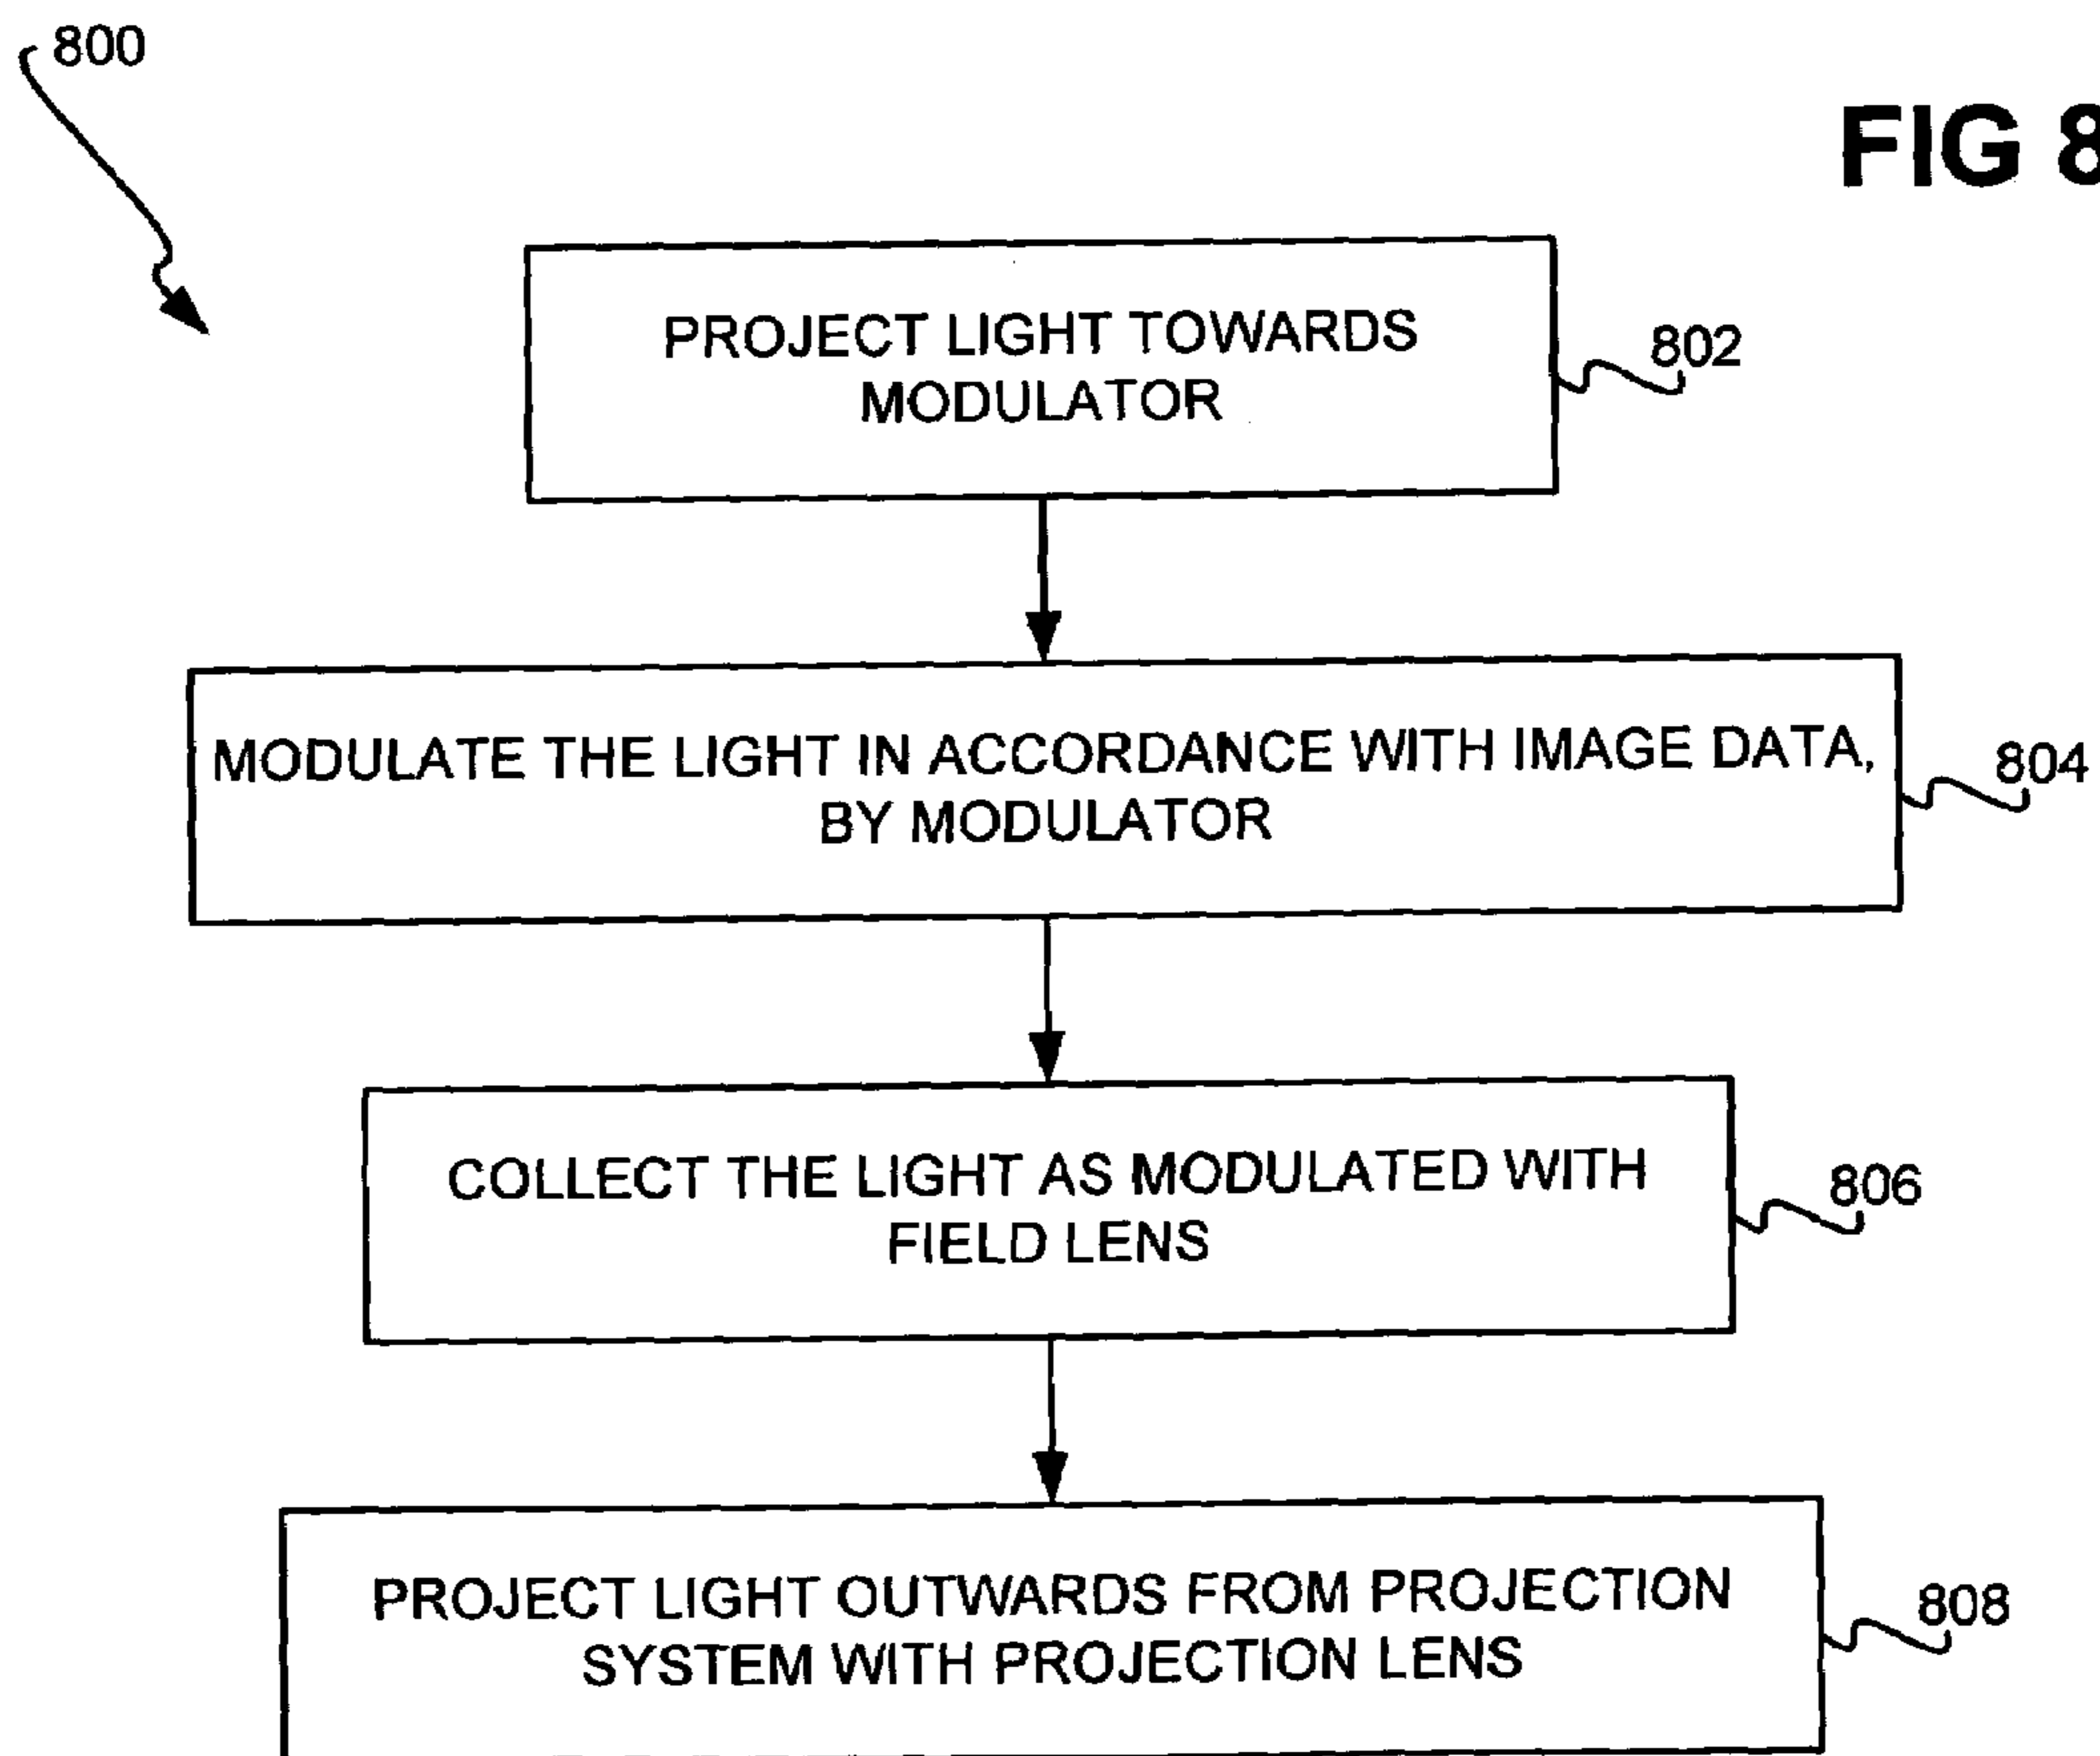 800
FIG 8
PROJECT LIGHT TOWARDS
MODULATOR
802
MODULATE THE LIGHT IN ACCORDANCE WITH IMAGE DATA,
BY MODULATOR
804
COLLECT THE LIGHT AS MODULATED WITH
FIELD LENS
806
PROJECT LIGHT OUTWARDS FROM PROJECTION
SYSTEM WITH PROJECTION LENS
808